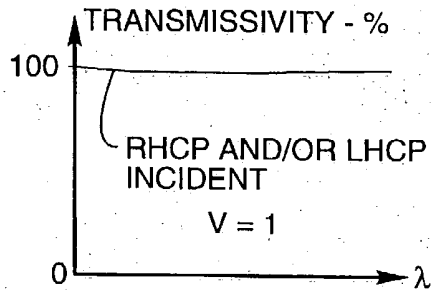 TRANSMISSIVITY - %
100
RHCP AND/OR LHCP
INCIDENT
V = 1
0
λ